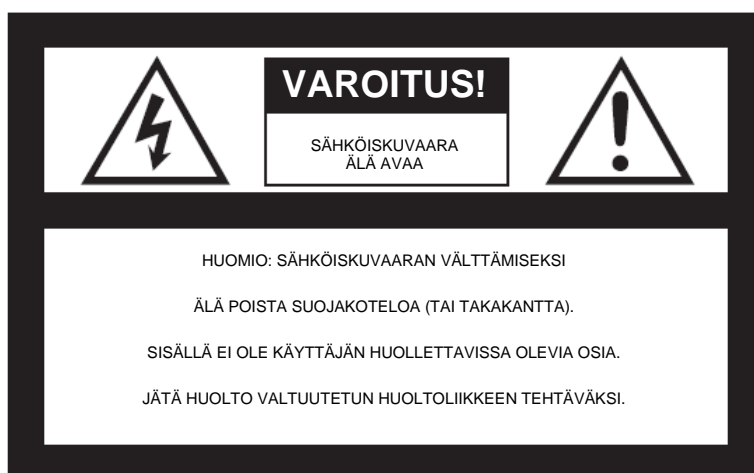 VAROITUS!
SÄHKÖISKUVAARA
ÄLÄ AVAA
HUOMIO: SÄHKÖISKUVAARAN VÄLTTÄMISEKSI
ÄLÄ POISTA SUOJAKOTELOA (TAI TAKAKANTTA).
SISÄLLÄ EI OLE KÄYTTÄJÄN HUOLLETTAVISSA OLEVIA OSIA.
JÄTÄ HUOLTO VALTUUTETUN HUOLTOLIIKKEEN TEHTÄVÄKSI.